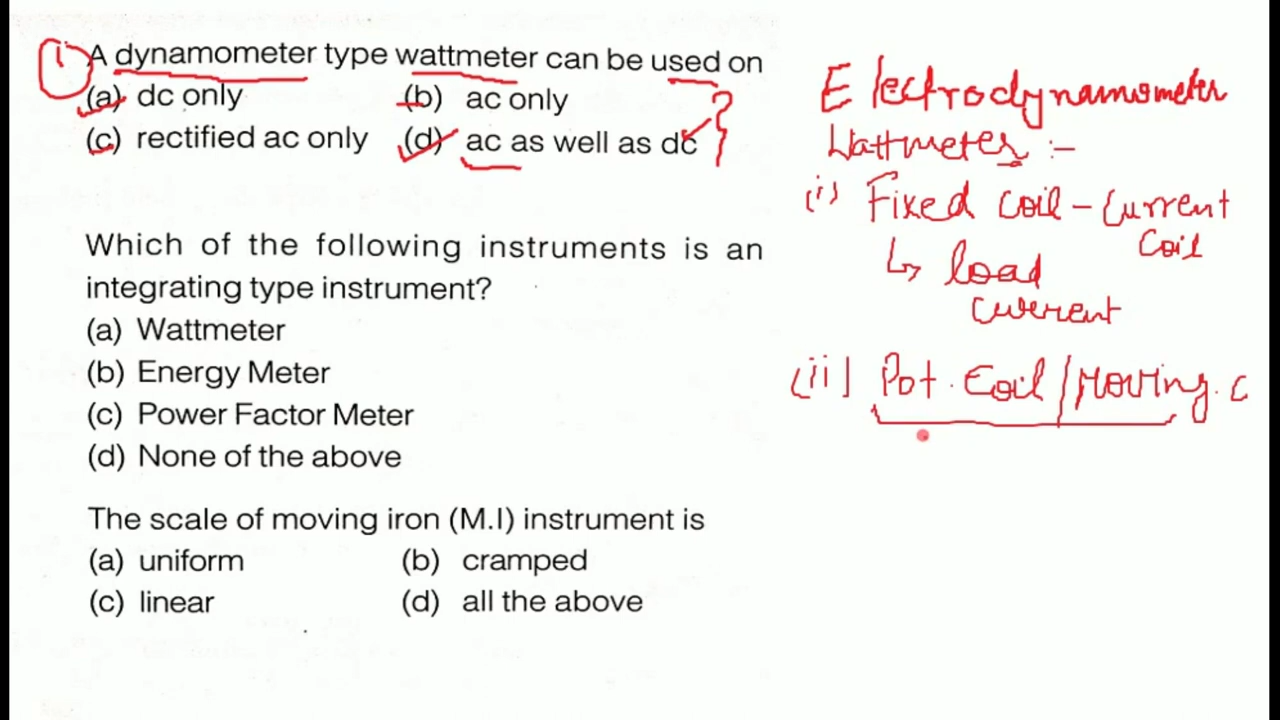 A dynamometer type wattmeter can be used on
(a) dc only (b) ac only
(c) rectified ac only (d) ac as well as dc
Which of the following instruments is an
integrating type instrument?
(a) Wattmeter
(b) Energy Meter
(c) Power Factor Meter
(d) None of the above
The scale of moving iron (M.I) instrument is
(a) uniform (b) cramped
(c) linear (d) all the above
Electrodynamometer
Wattmeter :-
(i) Fixed Coil - Current
Coil
↳ load
current
(ii) Pot. Coil / Moving. C